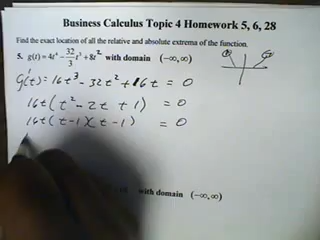 Business Calculus Topic 4 Homework 5, 6, 28
Find the exact location of all the relative and absolute extrema of the function.
5. g(t) = 4t⁴ - 32/3 t³ + 8t² with domain (-∞,∞)
g'(t) = 16t³ - 32t² + 16t = 0
16t(t² - 2t + 1) = 0
16t(t-1)(t-1) = 0
with domain (-∞,∞)